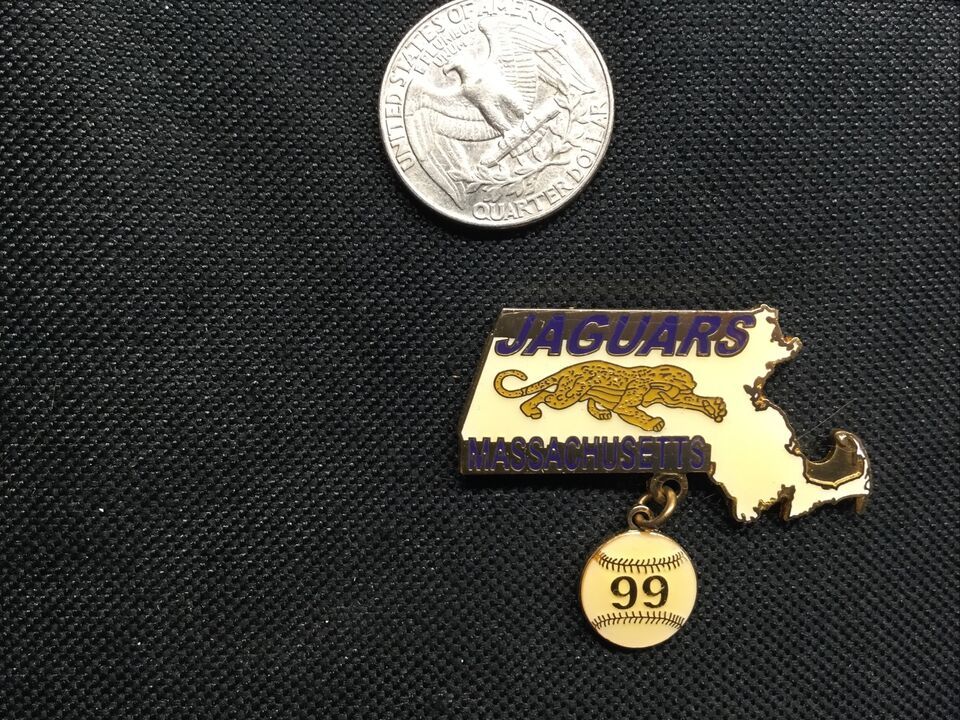 UNITED STATES OF AMERICA
E PLURIBUS
UNUM
QUARTER DOLLAR
JAGUARS
MASSACHUSETTS
99